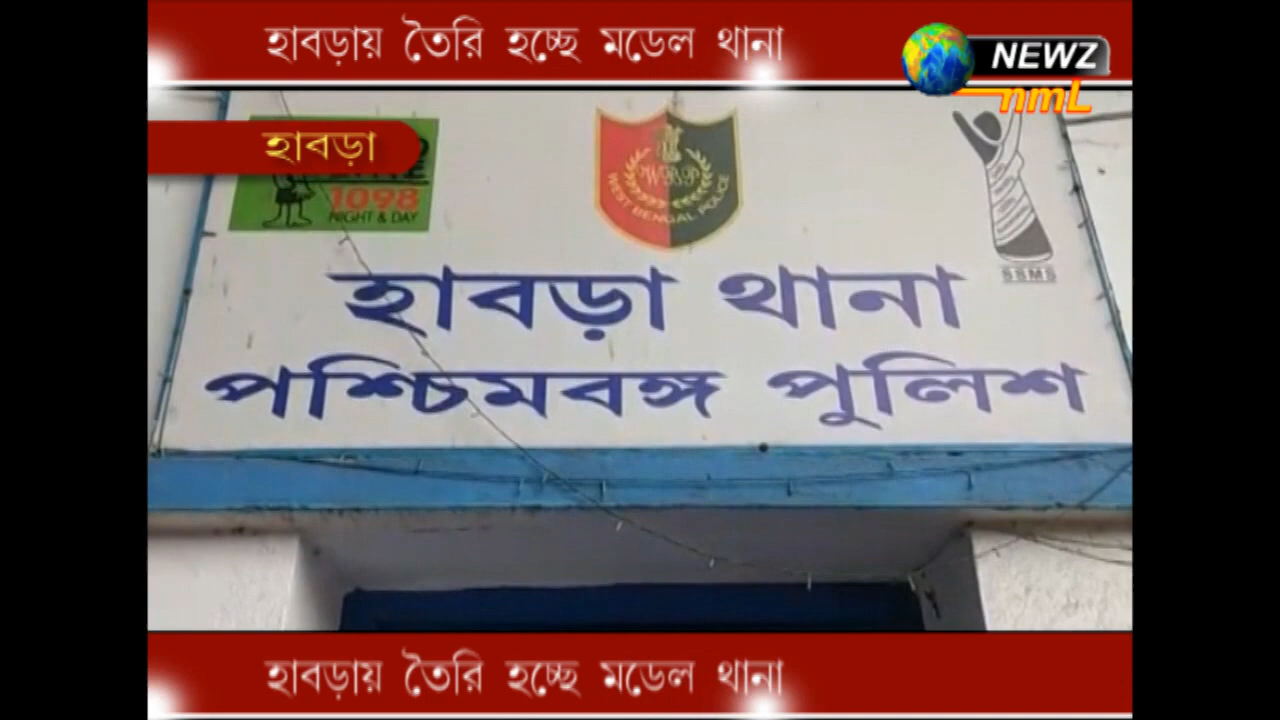 হাবড়ায় তৈরি হচ্ছে মডেল থানা
NEWZ
nmL
হাবড়া
1098
NIGHT & DAY
WBP
WEST BENGAL POLICE
SSMS
হাবড়া থানা
পশ্চিমবঙ্গ পুলিশ
হাবড়ায় তৈরি হচ্ছে মডেল থানা